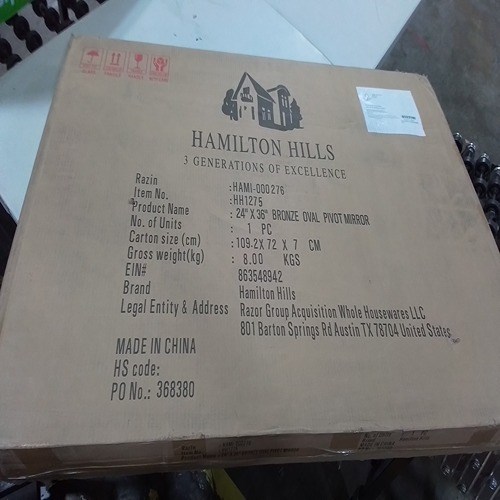 HAMILTON HILLS
3 GENERATIONS OF EXCELLENCE
Razin :HAMI-000276
Item No. :HH1275
Product Name : 24" X 36" BRONZE OVAL PIVOT MIRROR
No. of Units : 1 PC
Carton size (cm) :109.2X 72 X 7 CM
Gross weight(kg) : 8.00 KGS
EIN# 863548942
Brand Hamilton Hills
Legal Entity & Address Razor Group Acquisition Whole Housewares LLC
801 Barton Springs Rd Austin TX 78704 United States
MADE IN CHINA
HS code:
PO No.: 368380